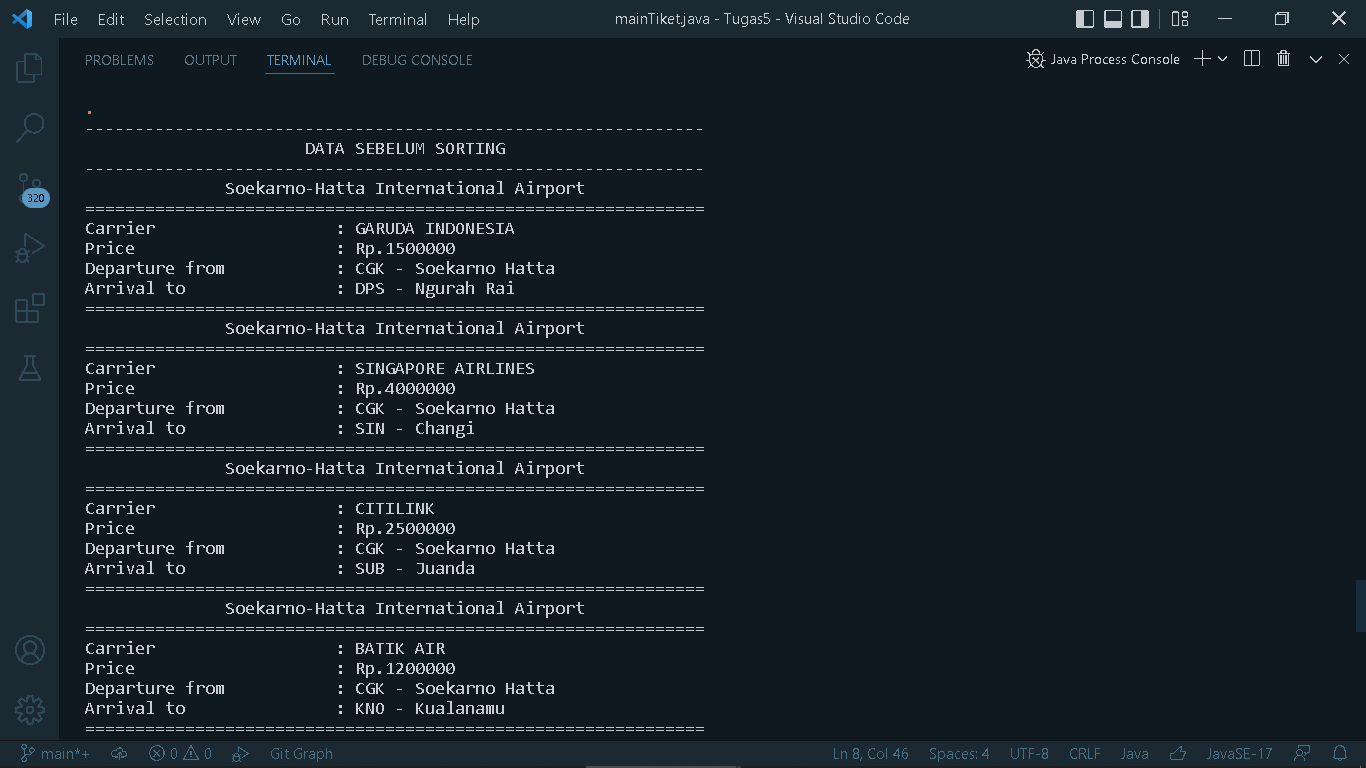 File Edit Selection View Go Run Terminal Help mainTiket.java - Tugas5 - Visual Studio Code
PROBLEMS OUTPUT TERMINAL DEBUG CONSOLE Java Process Console
.
--------------------------------------------------------------
DATA SEBELUM SORTING
--------------------------------------------------------------
Soekarno-Hatta International Airport
==============================================================
Carrier : GARUDA INDONESIA
Price : Rp.1500000
Departure from : CGK - Soekarno Hatta
Arrival to : DPS - Ngurah Rai
==============================================================
Soekarno-Hatta International Airport
==============================================================
Carrier : SINGAPORE AIRLINES
Price : Rp.4000000
Departure from : CGK - Soekarno Hatta
Arrival to : SIN - Changi
==============================================================
Soekarno-Hatta International Airport
==============================================================
Carrier : CITILINK
Price : Rp.2500000
Departure from : CGK - Soekarno Hatta
Arrival to : SUB - Juanda
==============================================================
Soekarno-Hatta International Airport
==============================================================
Carrier : BATIK AIR
Price : Rp.1200000
Departure from : CGK - Soekarno Hatta
Arrival to : KNO - Kualanamu
==============================================================
320
main*+ 0 0 Git Graph Ln 8, Col 46 Spaces: 4 UTF-8 CRLF Java JavaSE-17